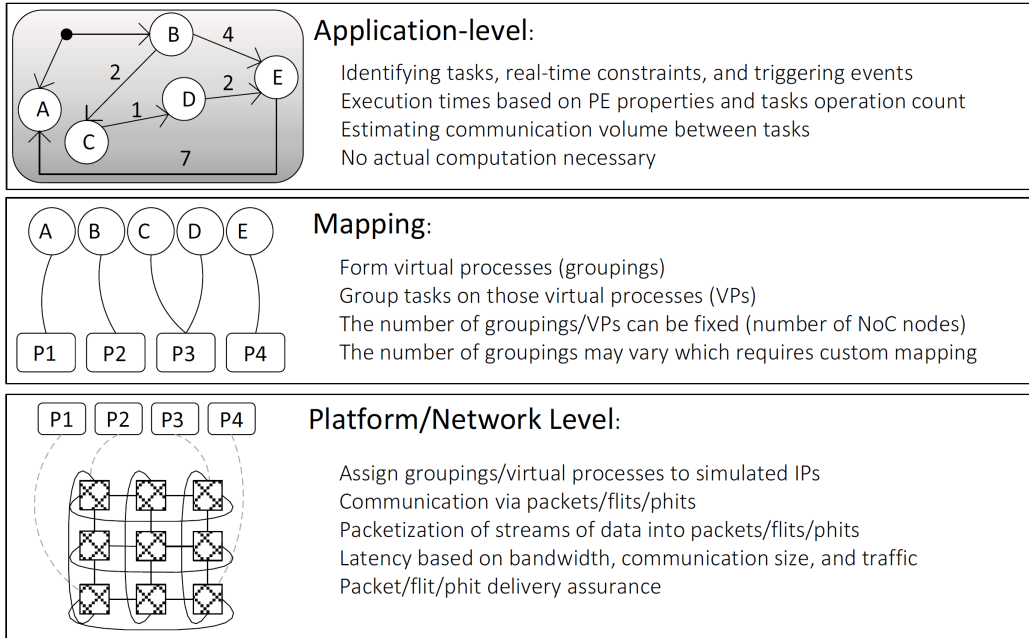 Application-level:
Identifying tasks, real-time constraints, and triggering events
Execution times based on PE properties and tasks operation count
Estimating communication volume between tasks
No actual computation necessary
B
4
E
2
D
2
A
1
C
7
Mapping:
Form virtual processes (groupings)
Group tasks on those virtual processes (VPs)
The number of groupings/VPs can be fixed (number of NoC nodes)
The number of groupings may vary which requires custom mapping
A B C D E
P1 P2 P3 P4
Platform/Network Level:
Assign groupings/virtual processes to simulated IPs
Communication via packets/flits/phits
Packetization of streams of data into packets/flits/phits
Latency based on bandwidth, communication size, and traffic
Packet/flit/phit delivery assurance
P1 P2 P3 P4